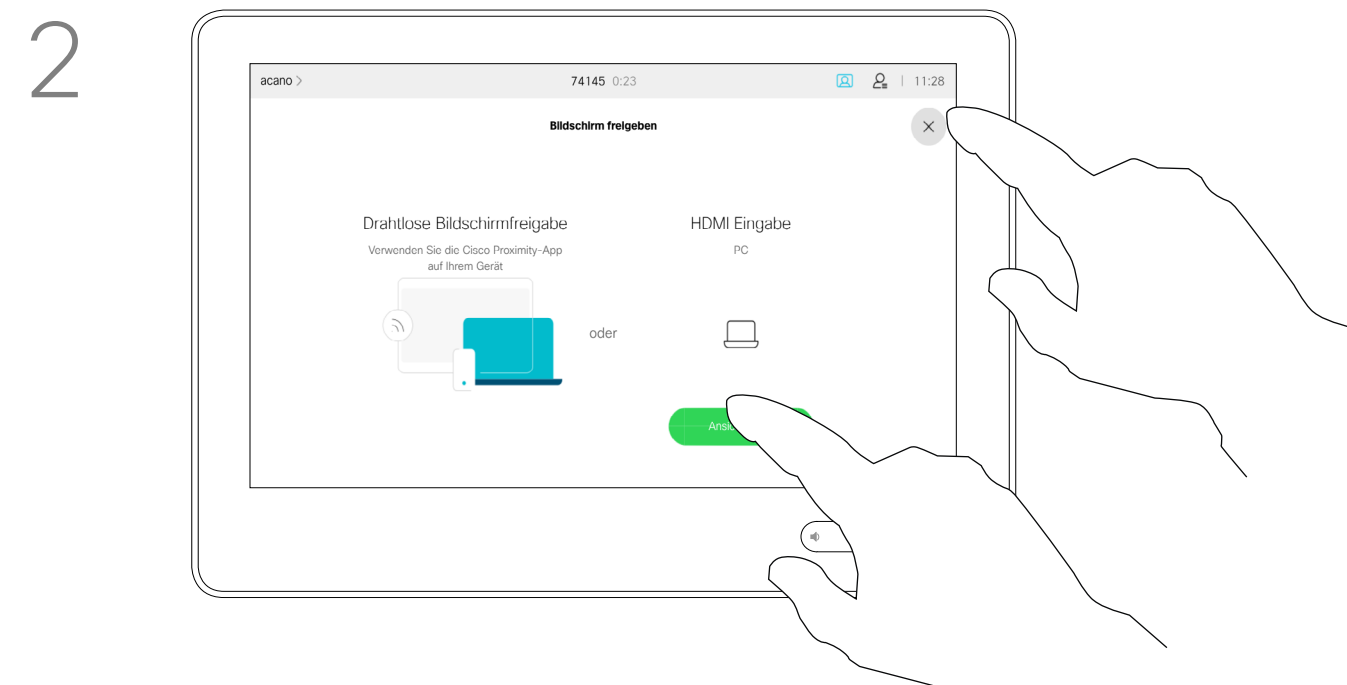 2
acano >
74145 0:23
11:28
Bildschirm freigeben
Drahtlose Bildschirmfreigabe
Verwenden Sie die Cisco Proximity-App
auf Ihrem Gerät
oder
HDMI Eingabe
PC